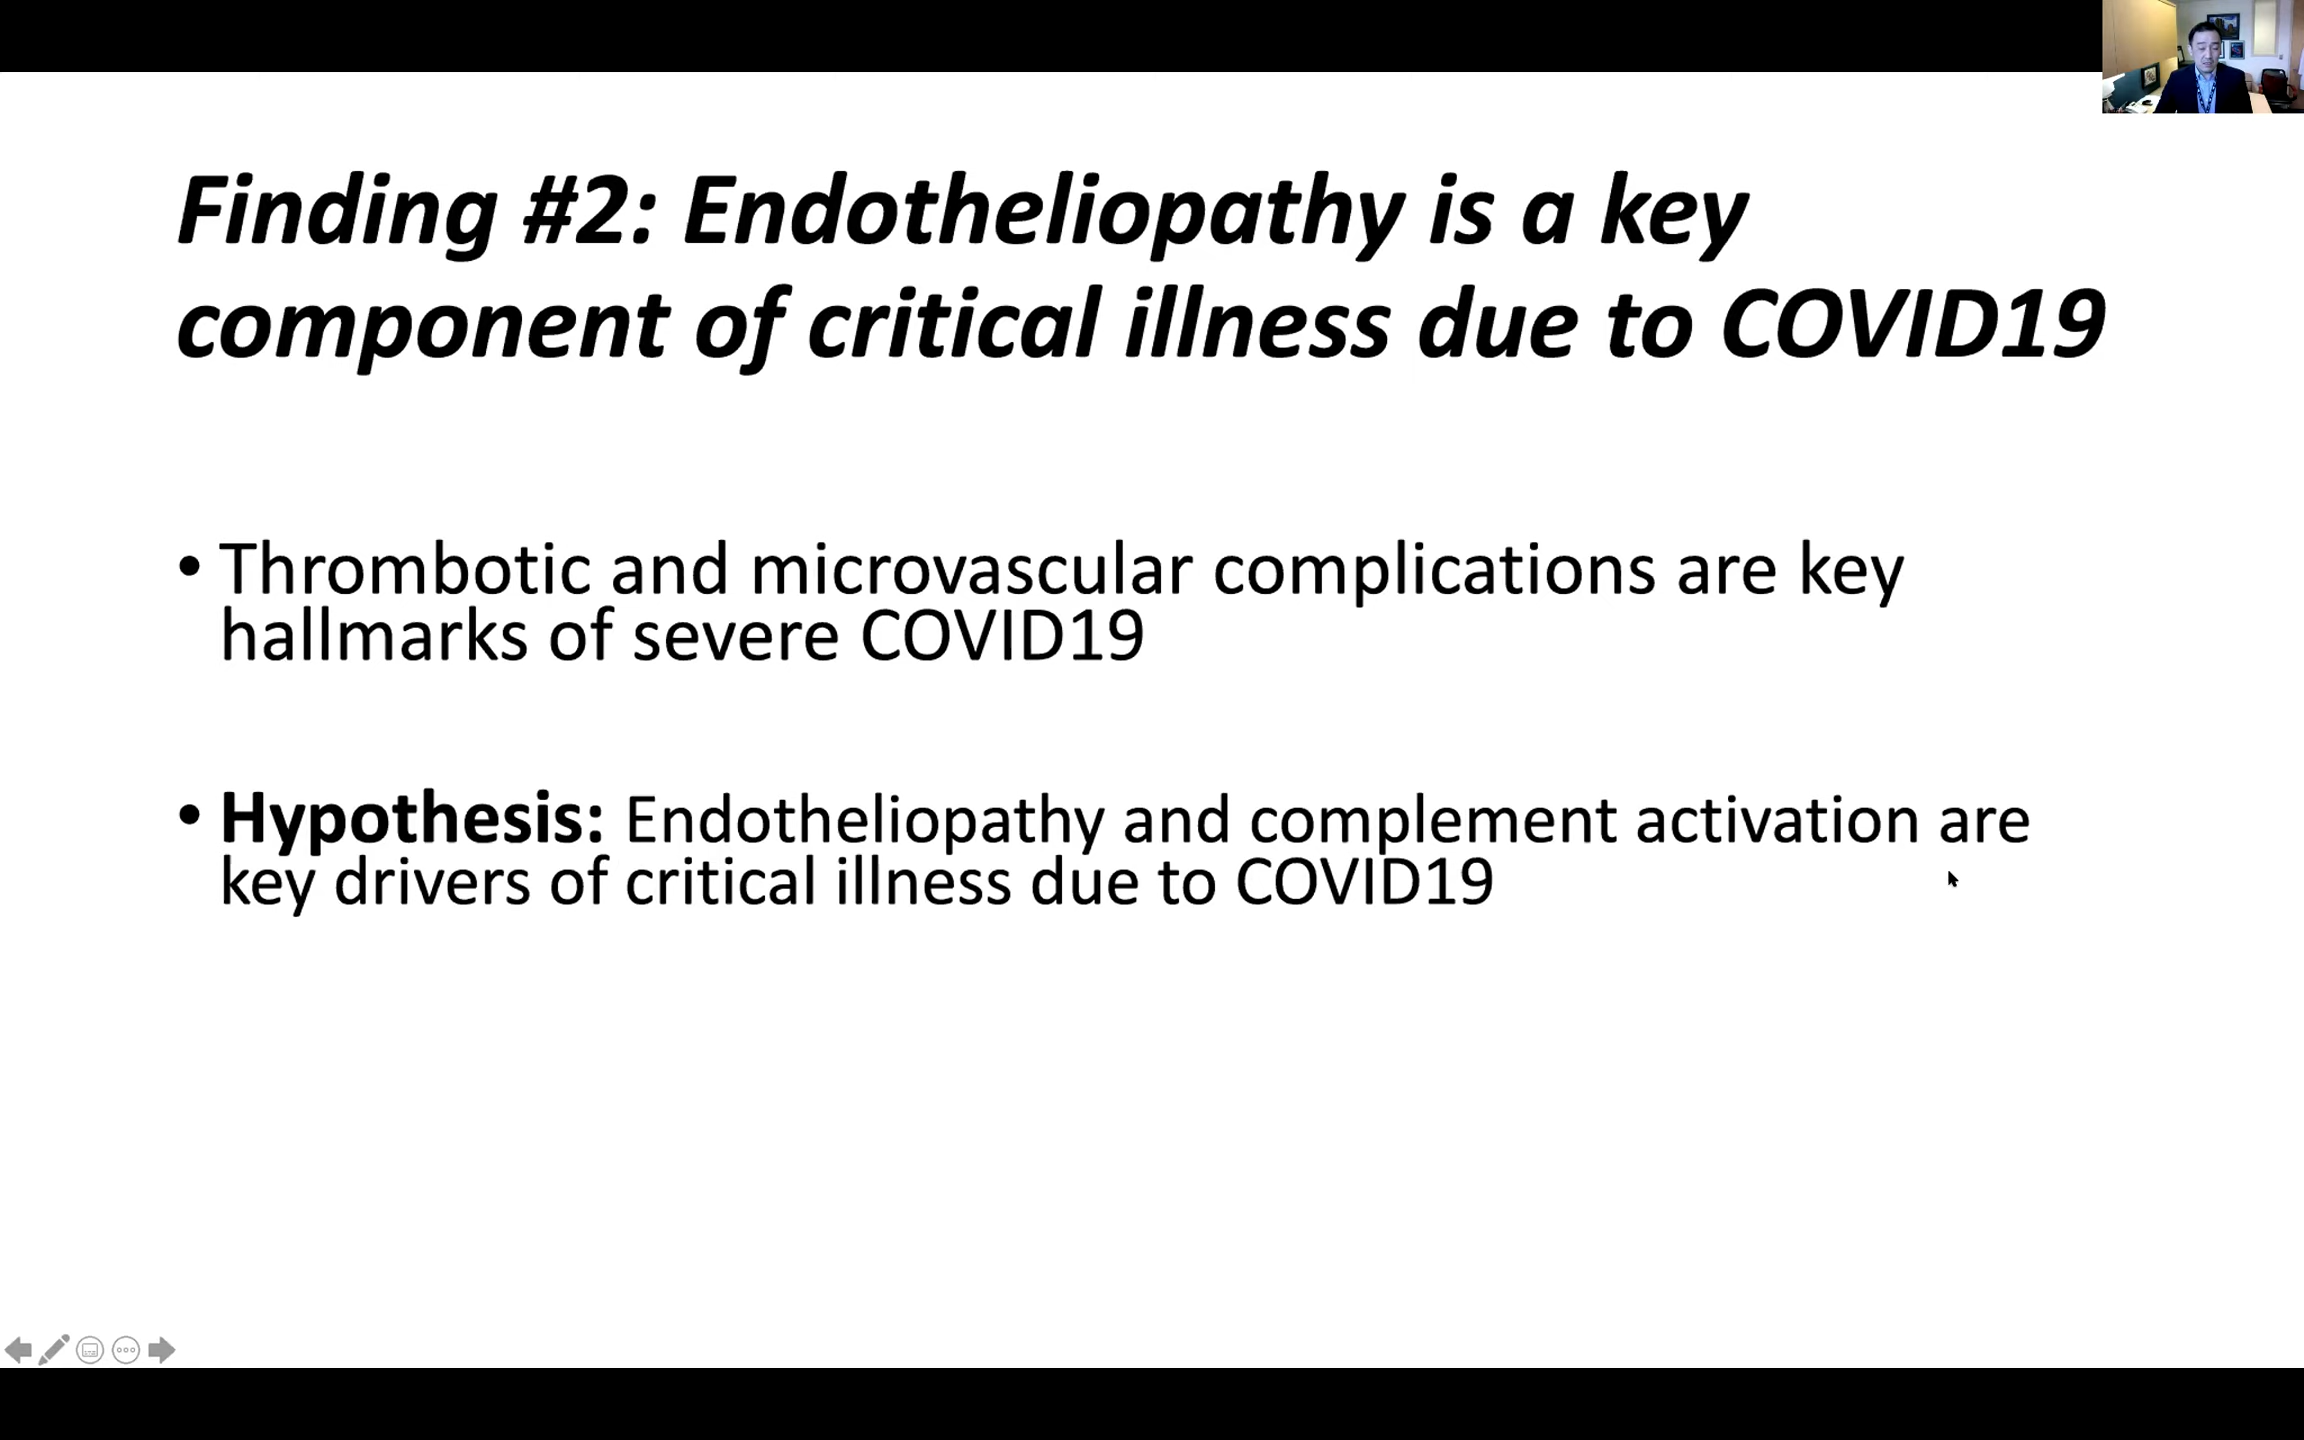 Finding #2: Endotheliopathy is a key
component of critical illness due to COVID19
• Thrombotic and microvascular complications are key
hallmarks of severe COVID19
• Hypothesis: Endotheliopathy and complement activation are
key drivers of critical illness due to COVID19